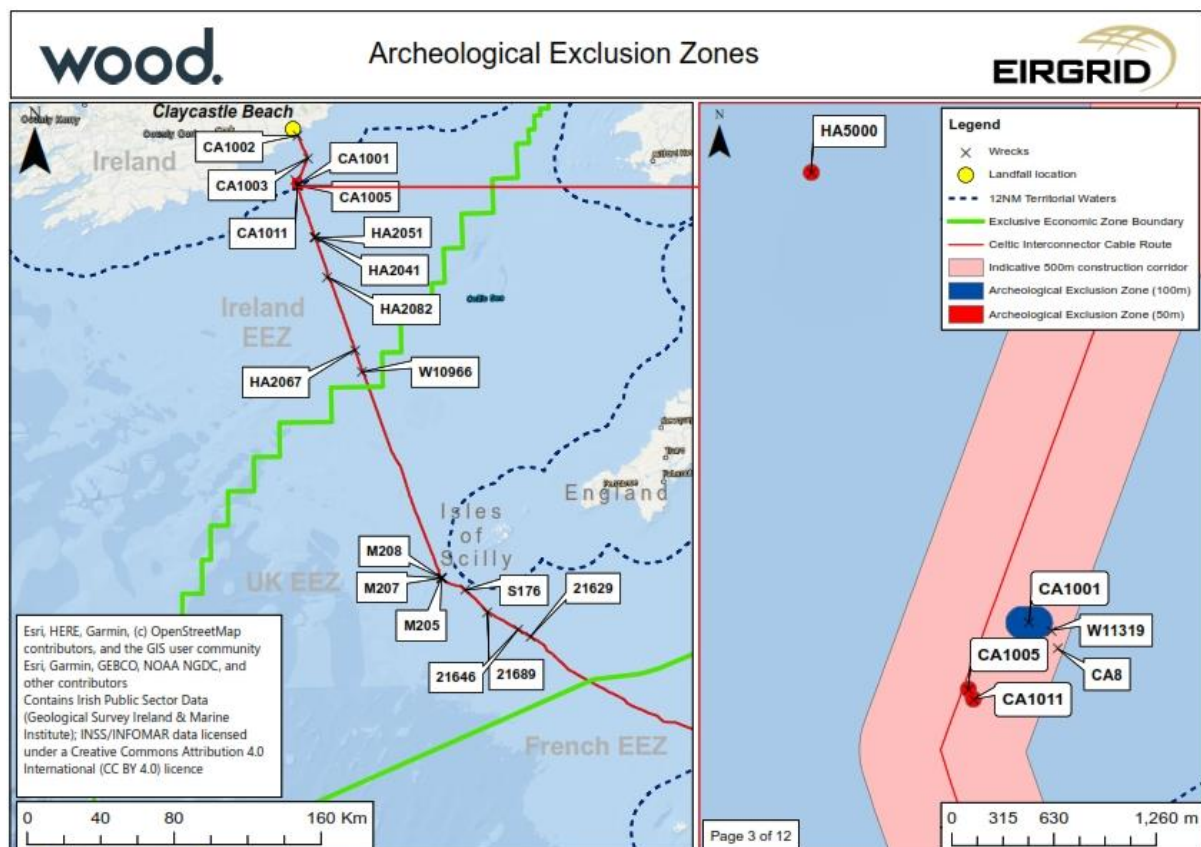 wood.
Archeological Exclusion Zones
EIRGRID
N
Claycastle Beach
Ireland
CA1002
CA1001
CA1003
CA1005
CA1011
HA2051
HA2041
HA2082
Ireland
EEZ
Celtic Sea
HA2067
W10966
England
Isles
of
Scilly
M208
UK EEZ
M207
S176
21629
M205
21646
21689
French EEZ
Esri, HERE, Garmin, (c) OpenStreetMap
contributors, and the GIS user community
Esri, Garmin, GEBCO, NOAA NGDC, and
other contributors
Contains Irish Public Sector Data
(Geological Survey Ireland & Marine
Institute); INSS/INFOMAR data licensed
under a Creative Commons Attribution 4.0
International (CC BY 4.0) licence
0 40 80 160 Km
N
HA5000
Legend
Wrecks
Landfall location
12NM Territorial Waters
Exclusive Economic Zone Boundary
Celtic Interconnector Cable Route
Indicative 500m construction corridor
Archeological Exclusion Zone (100m)
Archeological Exclusion Zone (50m)
CA1001
W11319
CA1005
CA8
CA1011
Page 3 of 12
0 315 630 1,260 m